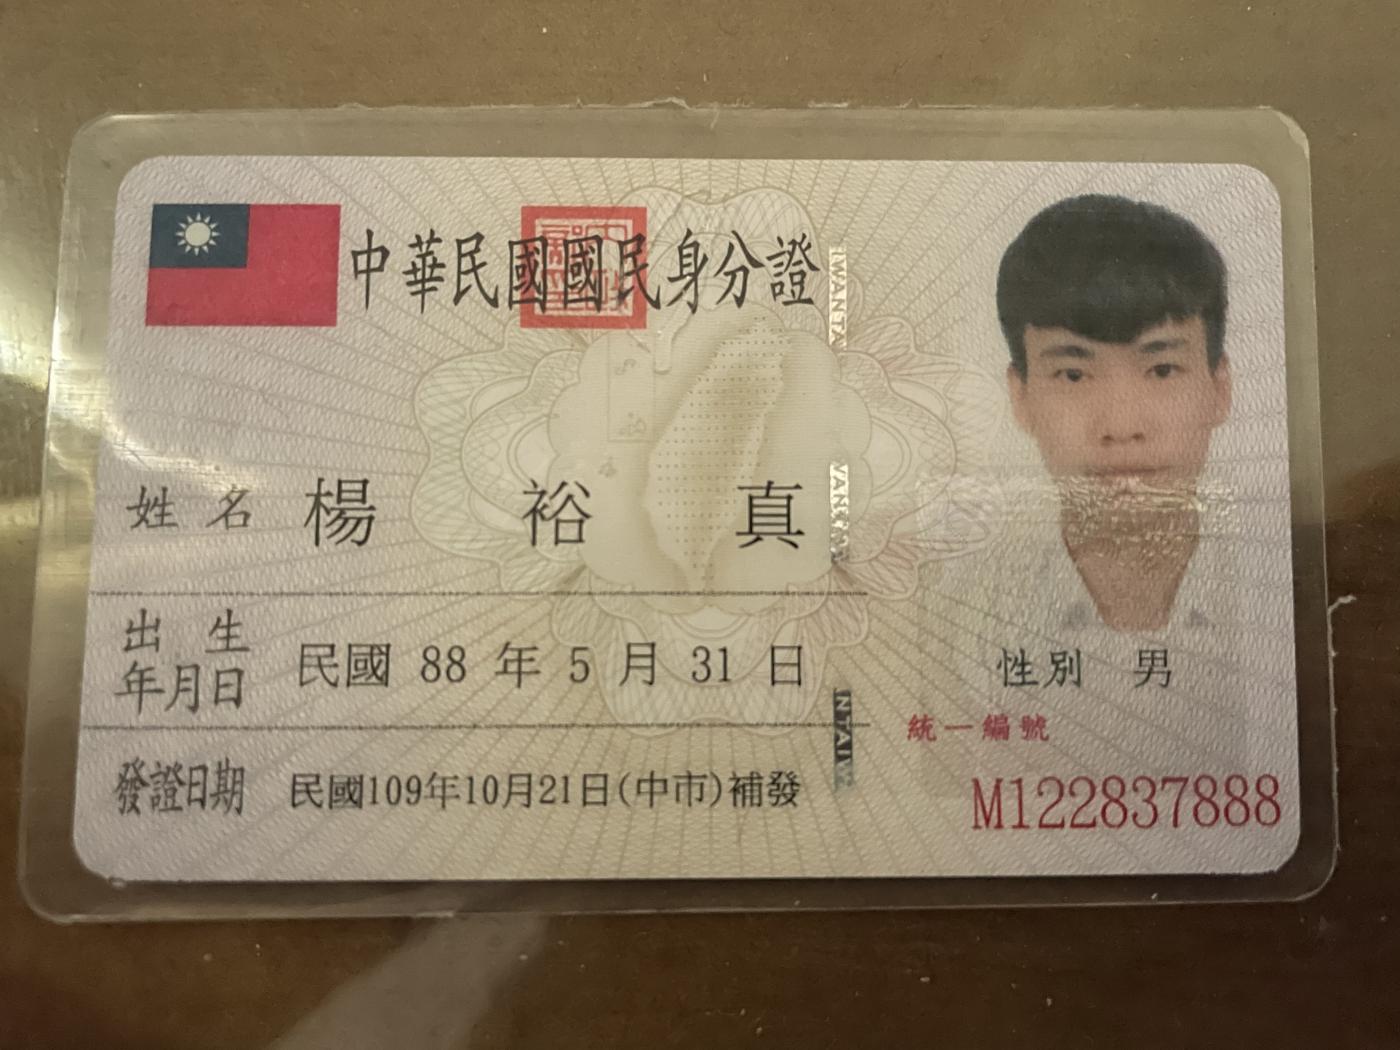 中華民國國民身分證
姓名 楊裕真
出生年月日 民國 88 年 5 月 31 日
性別 男
發證日期 民國109年10月21日(中市)補發
統一編號
M122837888